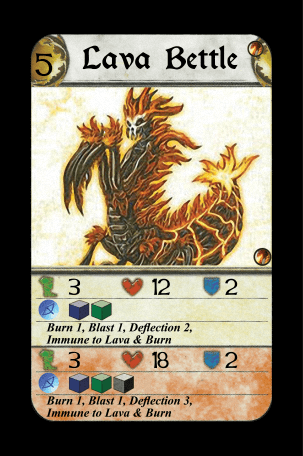 5 Lava Bettle
3 12 2
Burn 1, Blast 1, Deflection 2,
Immune to Lava & Burn
3 18 2
Burn 1, Blast 1, Deflection 3,
Immune to Lava & Burn